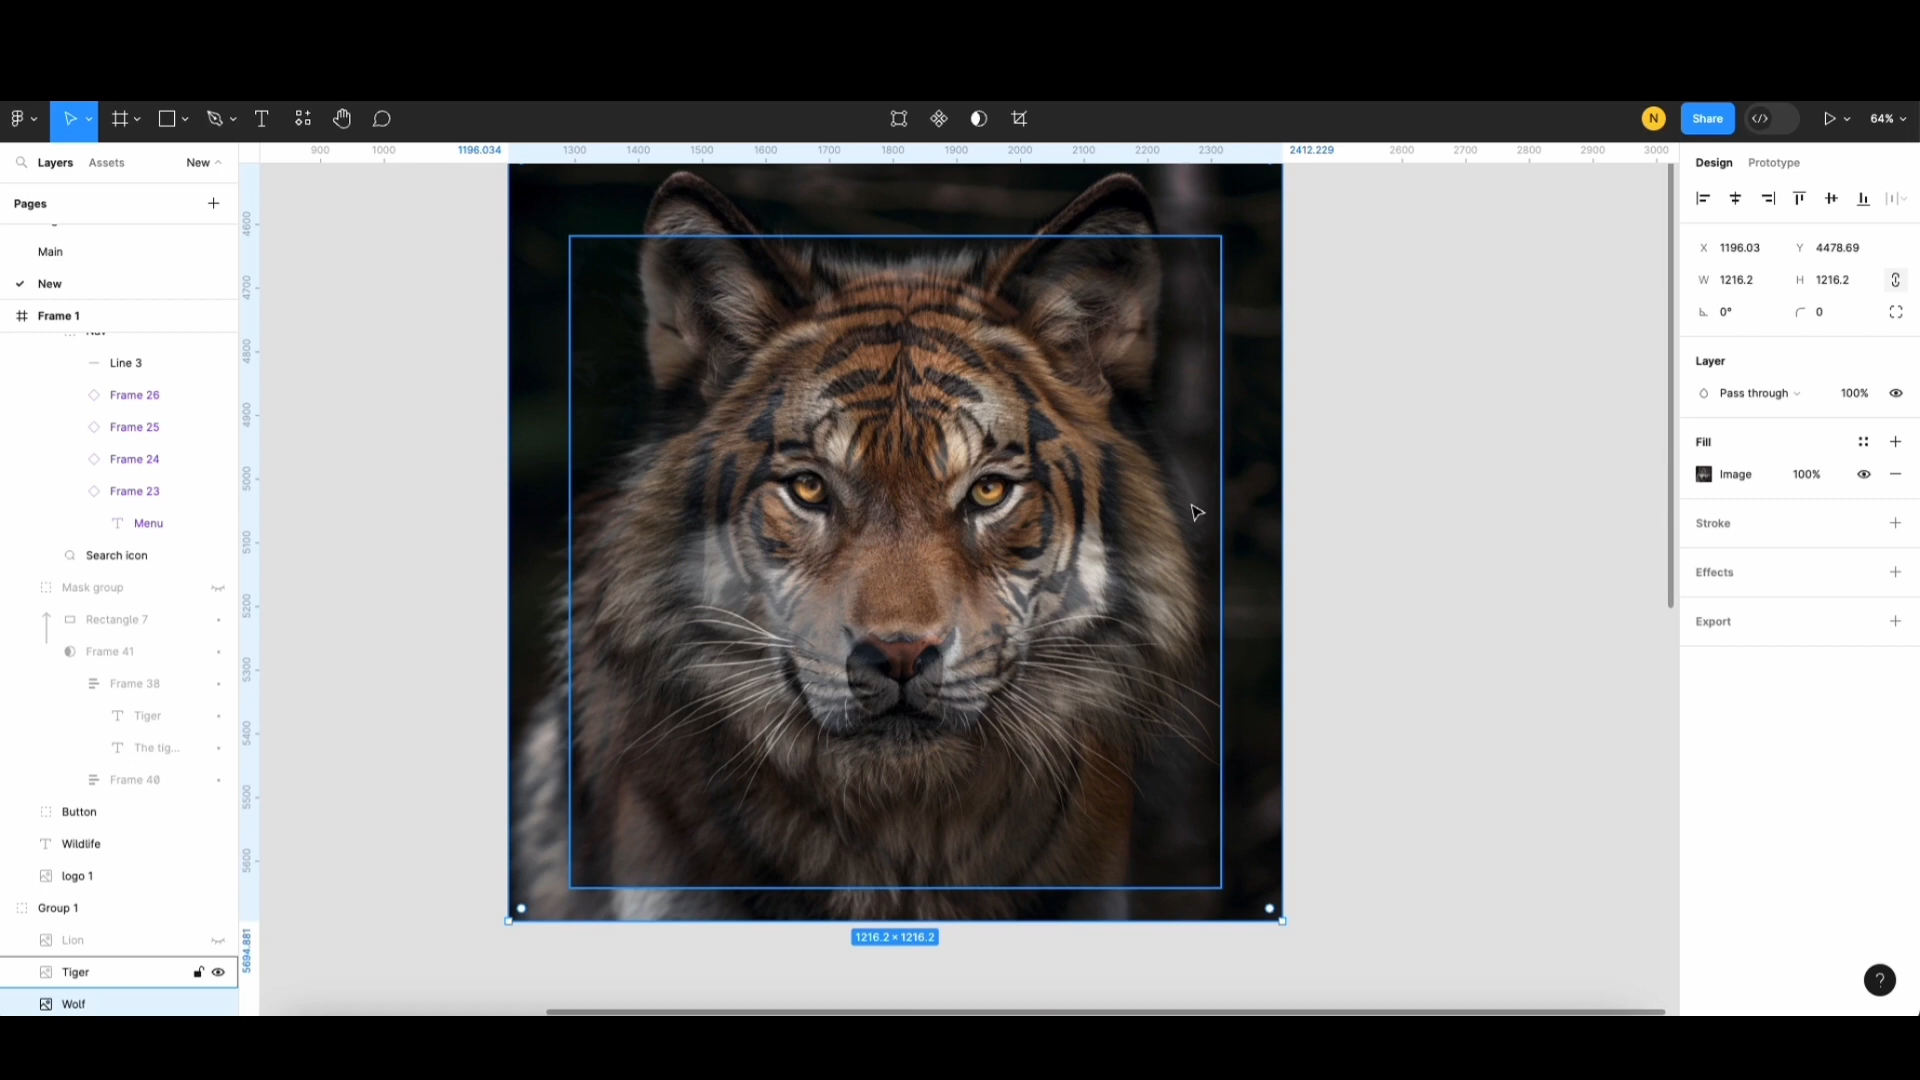 N
Share
64%
Layers
Assets
New
Pages
Main
New
Frame 1
Line 3
Frame 26
Frame 25
Frame 24
Frame 23
Menu
Search icon
Mask group
Rectangle 7
Frame 41
Frame 38
Tiger
The tig...
Frame 40
Button
Wildlife
logo 1
Group 1
Lion
Tiger
Wolf
900
1000
1196.034
1300
1400
1500
1600
1700
1800
1900
2000
2100
2200
2300
2412.229
2600
2700
2800
2900
3000
4600
4700
4800
4900
5000
5100
5200
5300
5400
5500
5600
5694.881
1216.2 × 1216.2
Design
Prototype
X 1196.03
Y 4478.69
W 1216.2
H 1216.2
0°
0
Layer
Pass through
100%
Fill
Image
100%
Stroke
Effects
Export
?